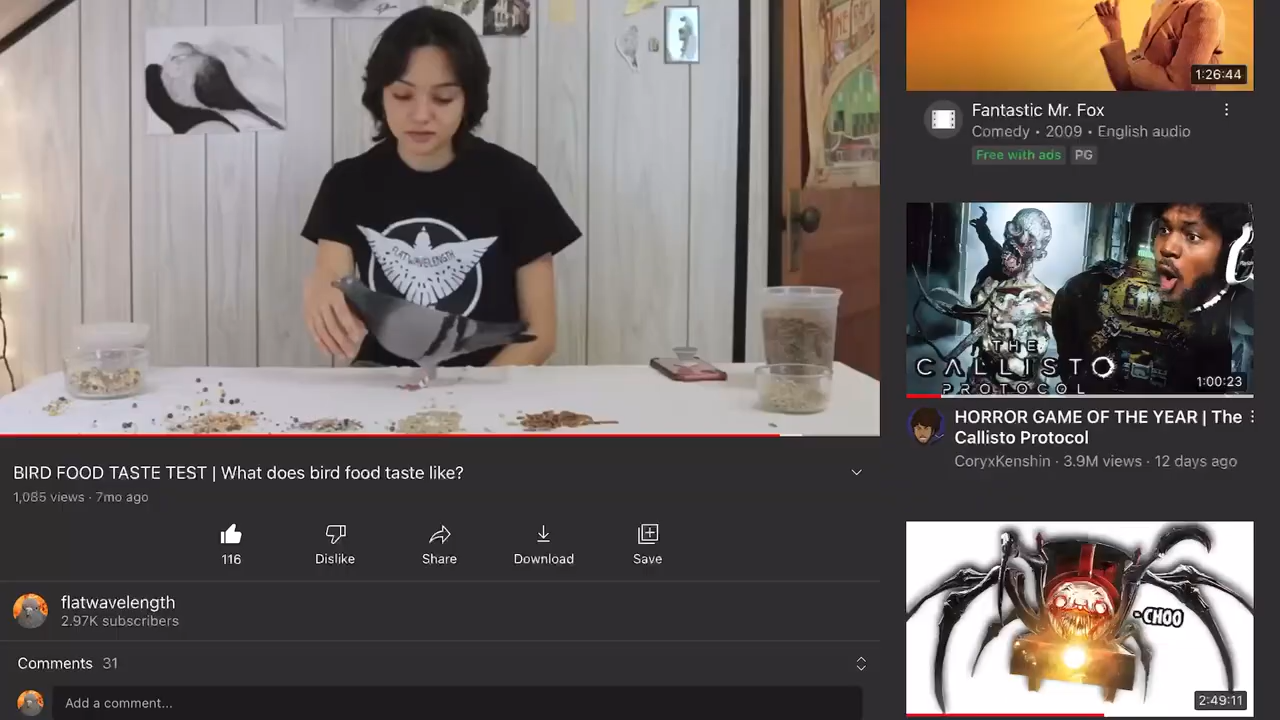 FLATWAVELENGTH
BIRD FOOD TASTE TEST | What does bird food taste like?
1,085 views · 7mo ago
116
Dislike
Share
Download
Save
flatwavelength
2.97K subscribers
Comments 31
Add a comment...
1:26:44
Fantastic Mr. Fox
Comedy • 2009 • English audio
Free with ads PG
THE
CALLISTO
PROTOCOL
1:00:23
HORROR GAME OF THE YEAR | The
Callisto Protocol
CoryxKenshin · 3.9M views · 12 days ago
-CHOO
2:49:11